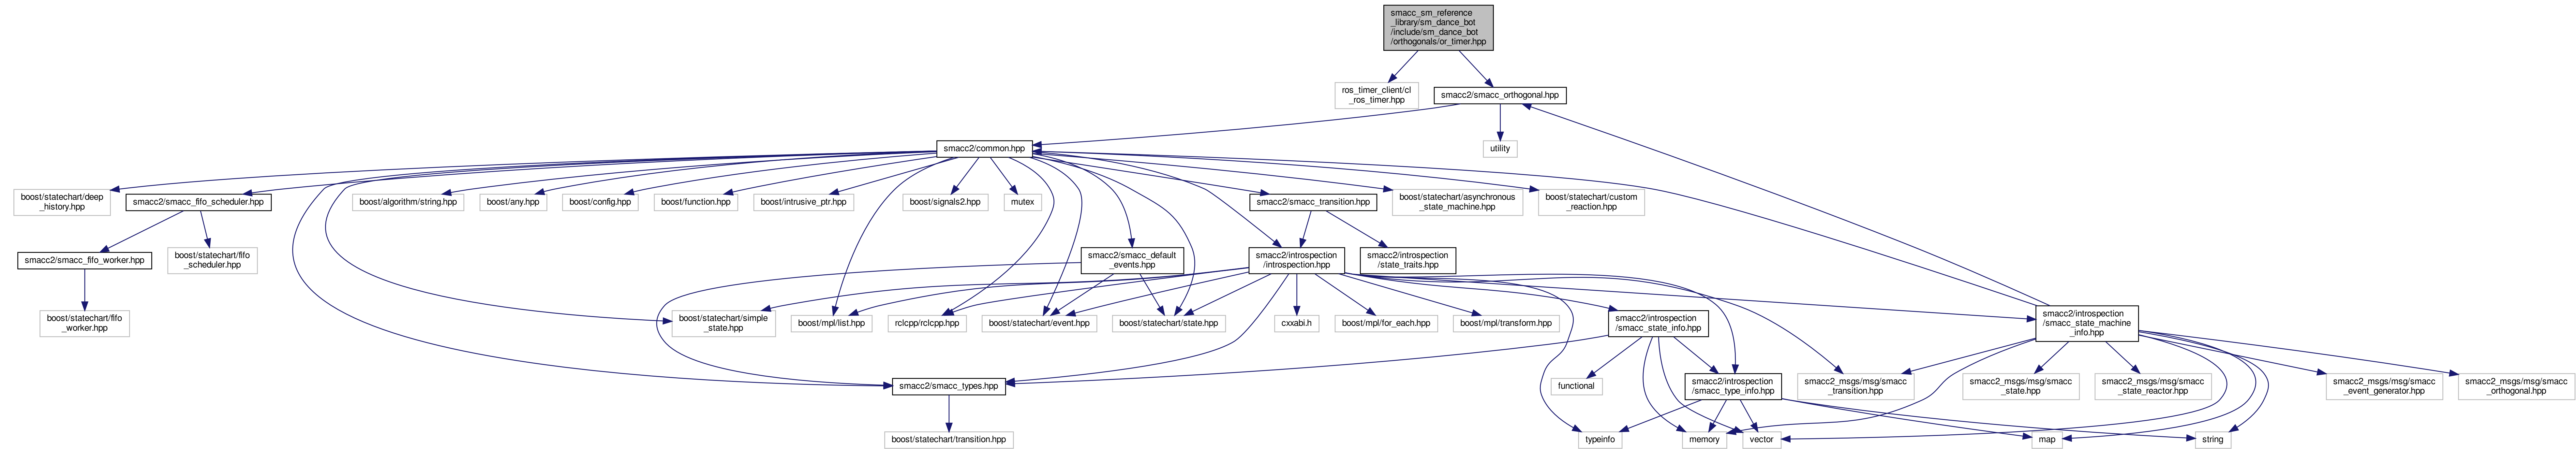 smacc_sm_reference
_library/sm_dance_bot
/include/sm_dance_bot
/orthogonals/or_timer.hpp
ros_timer_client/cl
_ros_timer.hpp
smacc2/smacc_orthogonal.hpp
smacc2/common.hpp
utility
boost/statechart/deep
_history.hpp
smacc2/smacc_fifo_scheduler.hpp
boost/algorithm/string.hpp
boost/any.hpp
boost/config.hpp
boost/function.hpp
boost/intrusive_ptr.hpp
boost/signals2.hpp
mutex
smacc2/smacc_transition.hpp
boost/statechart/asynchronous
_state_machine.hpp
boost/statechart/custom
_reaction.hpp
smacc2/smacc_fifo_worker.hpp
boost/statechart/fifo
_scheduler.hpp
smacc2/smacc_default
_events.hpp
smacc2/introspection
/introspection.hpp
smacc2/introspection
/state_traits.hpp
boost/statechart/fifo
_worker.hpp
boost/statechart/simple
_state.hpp
boost/mpl/list.hpp
rclcpp/rclcpp.hpp
boost/statechart/event.hpp
boost/statechart/state.hpp
cxxabi.h
boost/mpl/for_each.hpp
boost/mpl/transform.hpp
smacc2/introspection
/smacc_state_info.hpp
smacc2/introspection
/smacc_state_machine
_info.hpp
smacc2/smacc_types.hpp
functional
smacc2/introspection
/smacc_type_info.hpp
smacc2_msgs/msg/smacc
_transition.hpp
smacc2_msgs/msg/smacc
_state.hpp
smacc2_msgs/msg/smacc
_state_reactor.hpp
smacc2_msgs/msg/smacc
_event_generator.hpp
smacc2_msgs/msg/smacc
_orthogonal.hpp
boost/statechart/transition.hpp
typeinfo
memory
vector
map
string